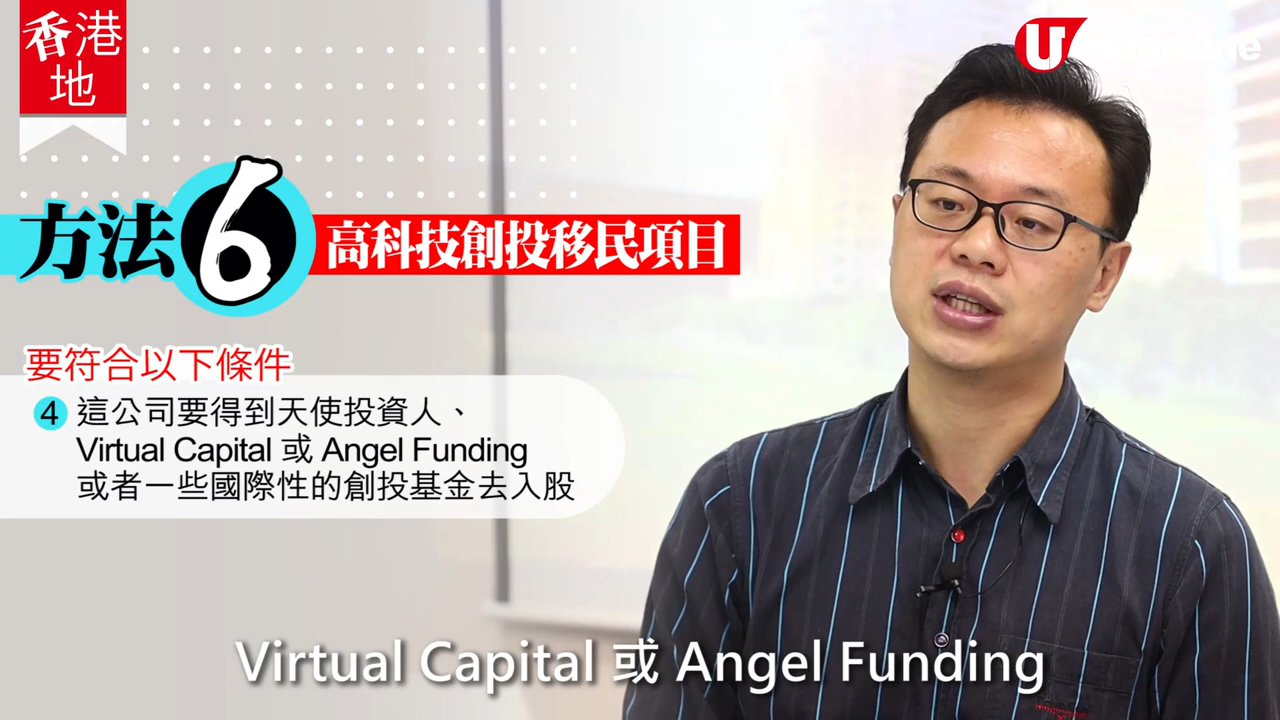 香港
地
U
方法6
高科技創投移民項目
要符合以下條件
4 這公司要得到天使投資人、
Virtual Capital 或 Angel Funding
或者一些國際性的創投基金去入股
Virtual Capital 或 Angel Funding